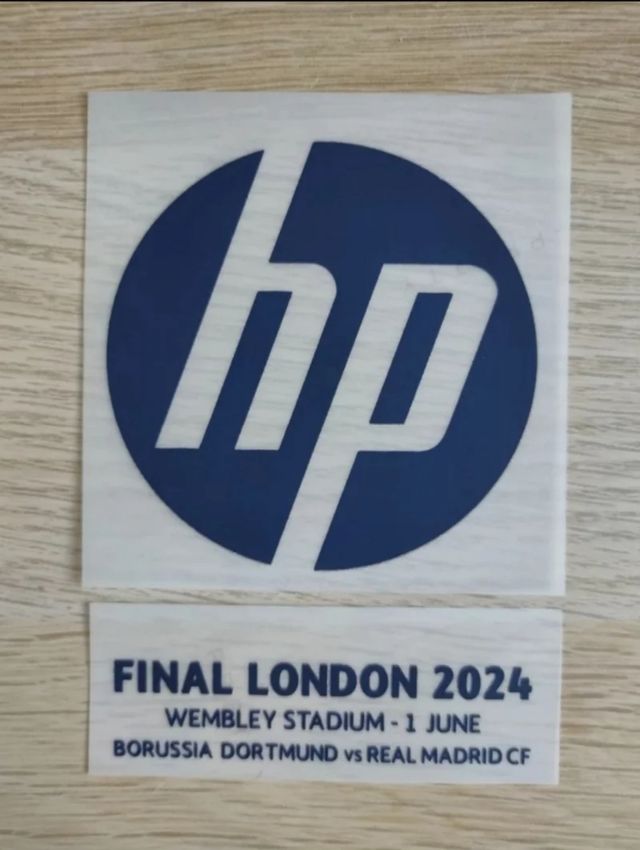 hp
FINAL LONDON 2024
WEMBLEY STADIUM - 1 JUNE
BORUSSIA DORTMUND vs REAL MADRID CF